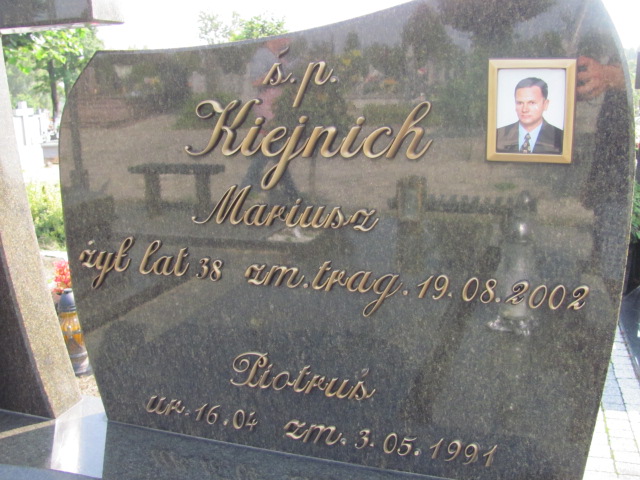 ś.p.
Kiejnich
Mariusz
żył lat 38 zm.trag.19.08.2002
Piotruś
ur.16.04 zm.3.05.1991